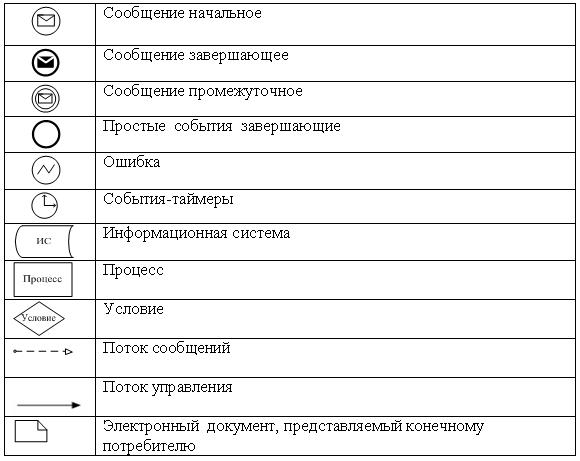 Сообщение начальное
Сообщение завершающее
Сообщение промежуточное
Простые события завершающие
Ошибка
События-таймеры
ИС
Информационная система
Процесс
Процесс
Условие
Условие
Поток сообщений
Поток управления
Электронный документ, представляемый конечному
потребителю